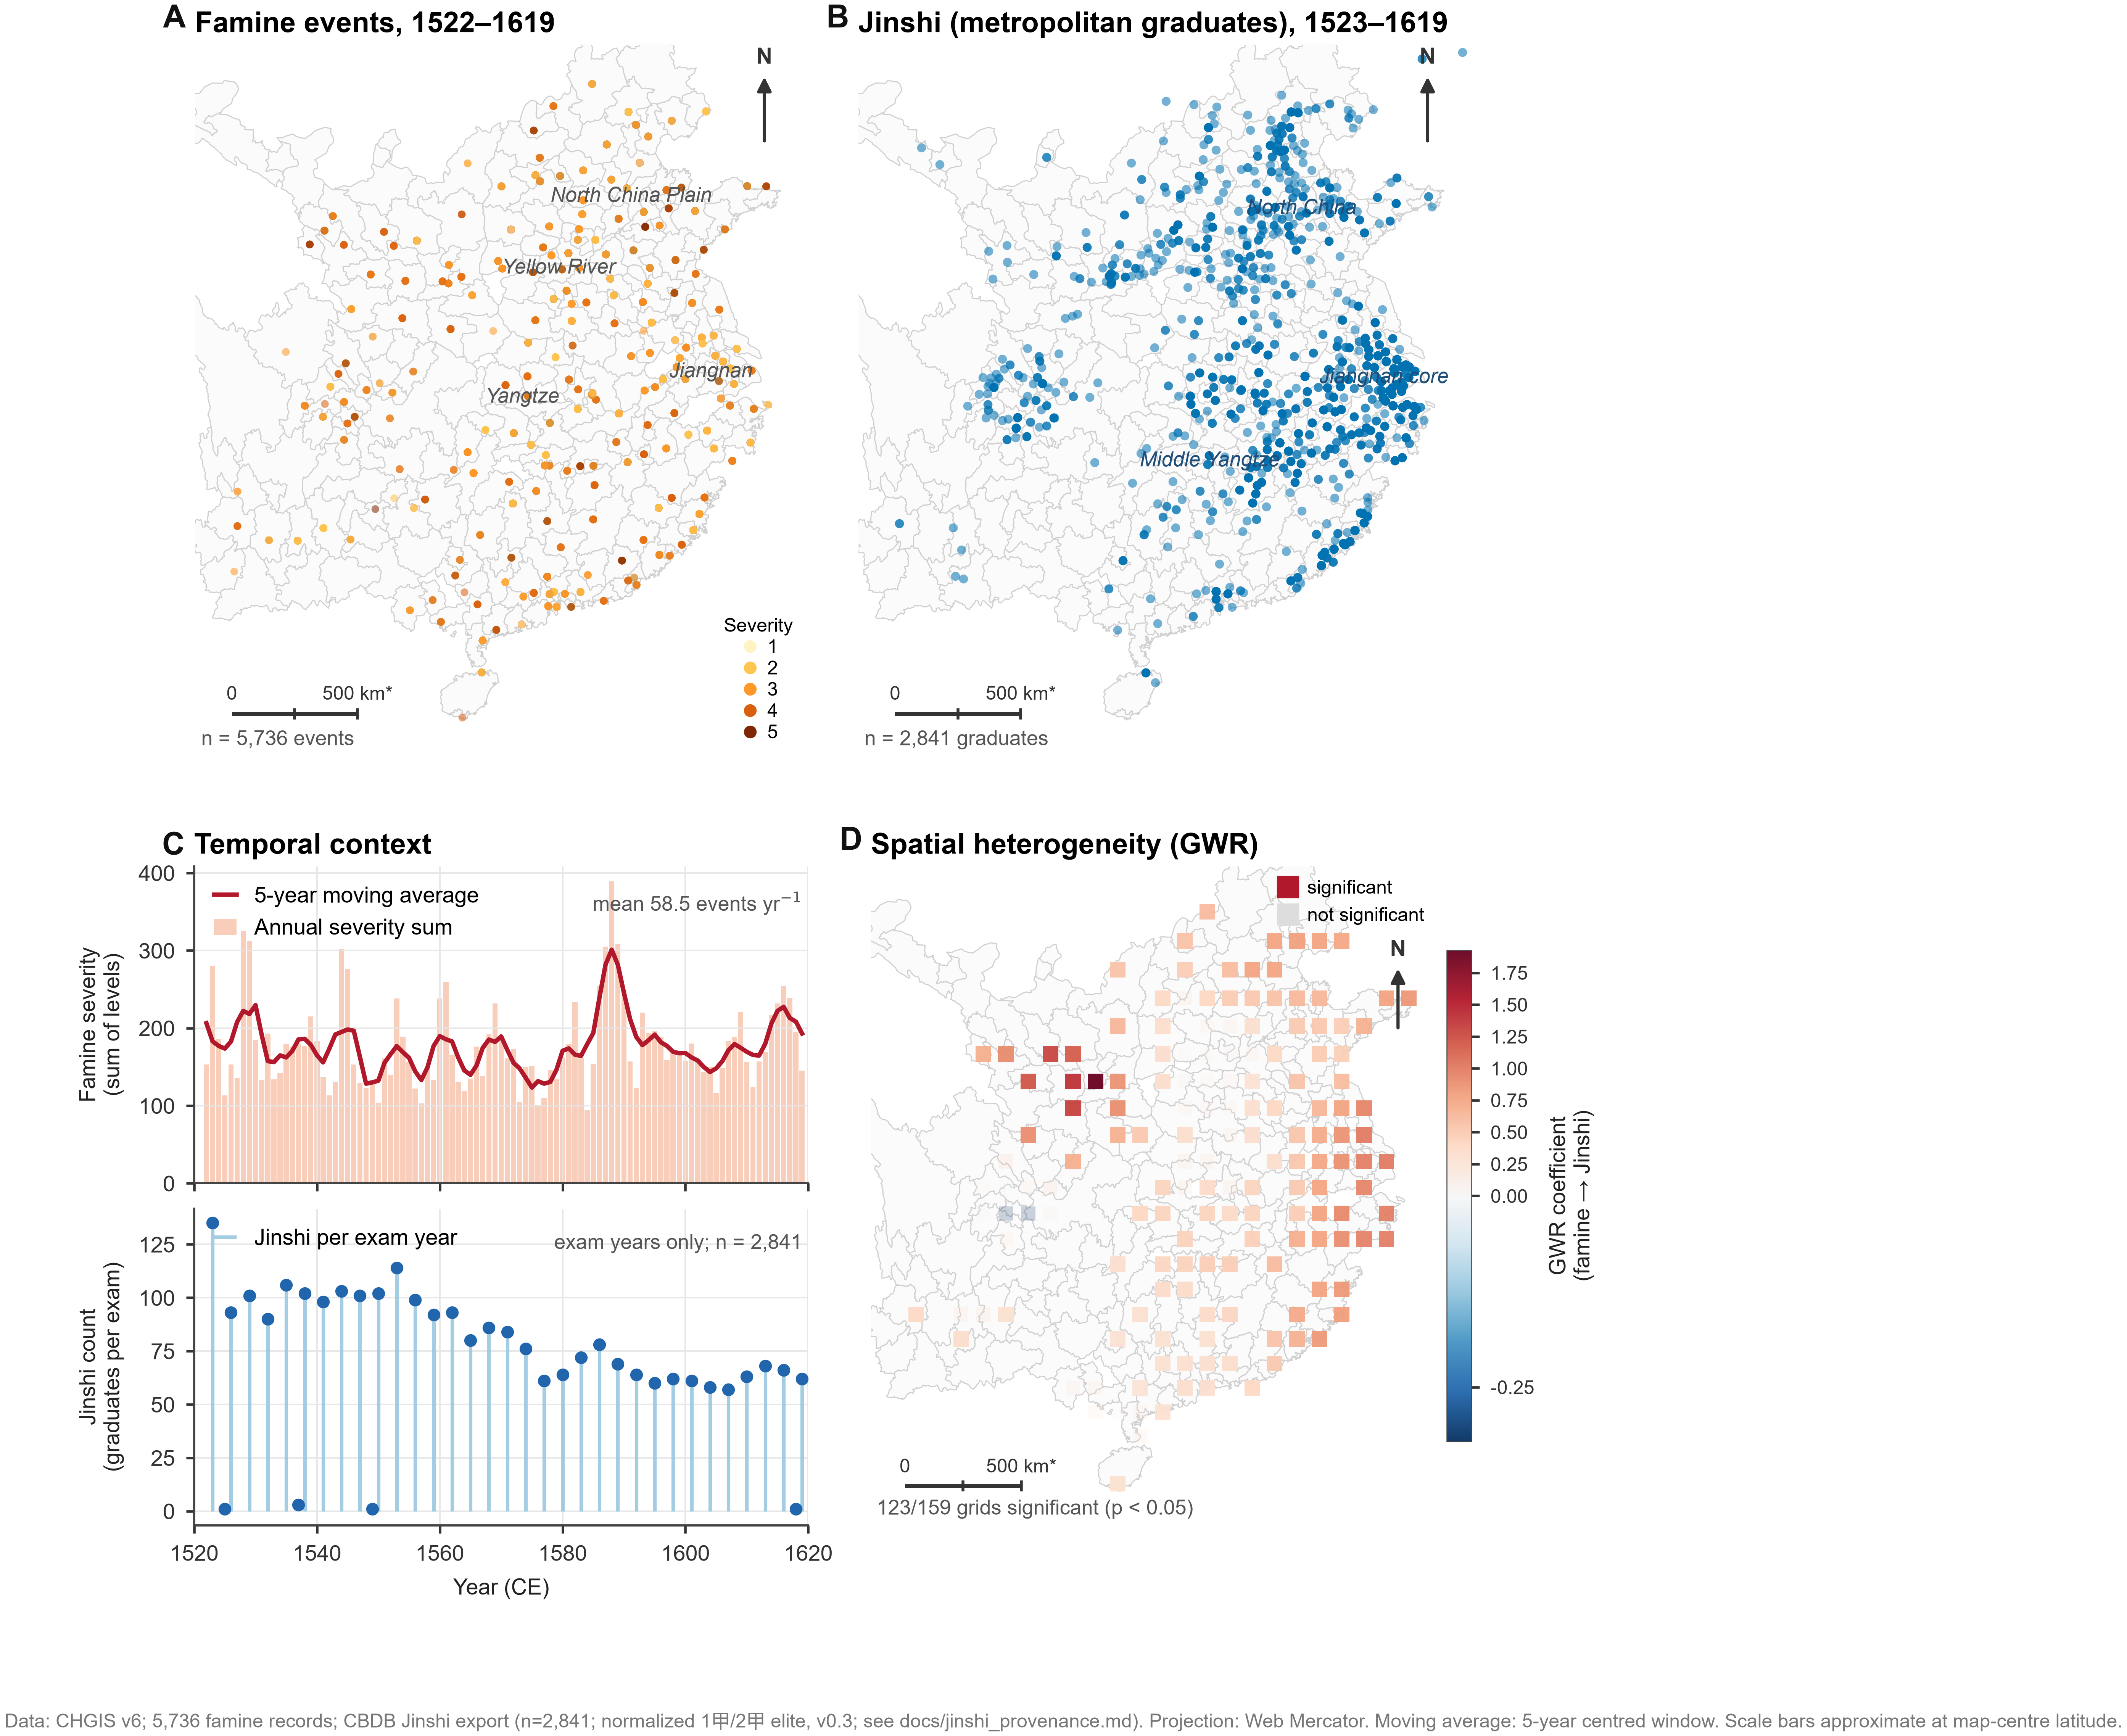 A Famine events, 1522–1619
N
North China Plain
Yellow River
Jiangnan
Yangtze
Severity
1
2
3
4
5
0 500 km*
n = 5,736 events
B Jinshi (metropolitan graduates), 1523–1619
N
North China
Jiangnan core
Middle Yangtze
0 500 km*
n = 2,841 graduates
C Temporal context
400
300
200
100
0
Famine severity
(sum of levels)
5-year moving average
Annual severity sum
mean 58.5 events yr⁻¹
125
100
75
50
25
0
Jinshi count
(graduates per exam)
Jinshi per exam year
exam years only; n = 2,841
1520 1540 1560 1580 1600 1620
Year (CE)
D Spatial heterogeneity (GWR)
significant
not significant
N
0 500 km*
123/159 grids significant (p < 0.05)
1.75
1.50
1.25
1.00
0.75
0.50
0.25
0.00
-0.25
GWR coefficient
(famine → Jinshi)
Data: CHGIS v6; 5,736 famine records; CBDB Jinshi export (n=2,841; normalized 1甲/2甲 elite, v0.3; see docs/jinshi_provenance.md). Projection: Web Mercator. Moving average: 5-year centred window. Scale bars approximate at map-centre latitude.